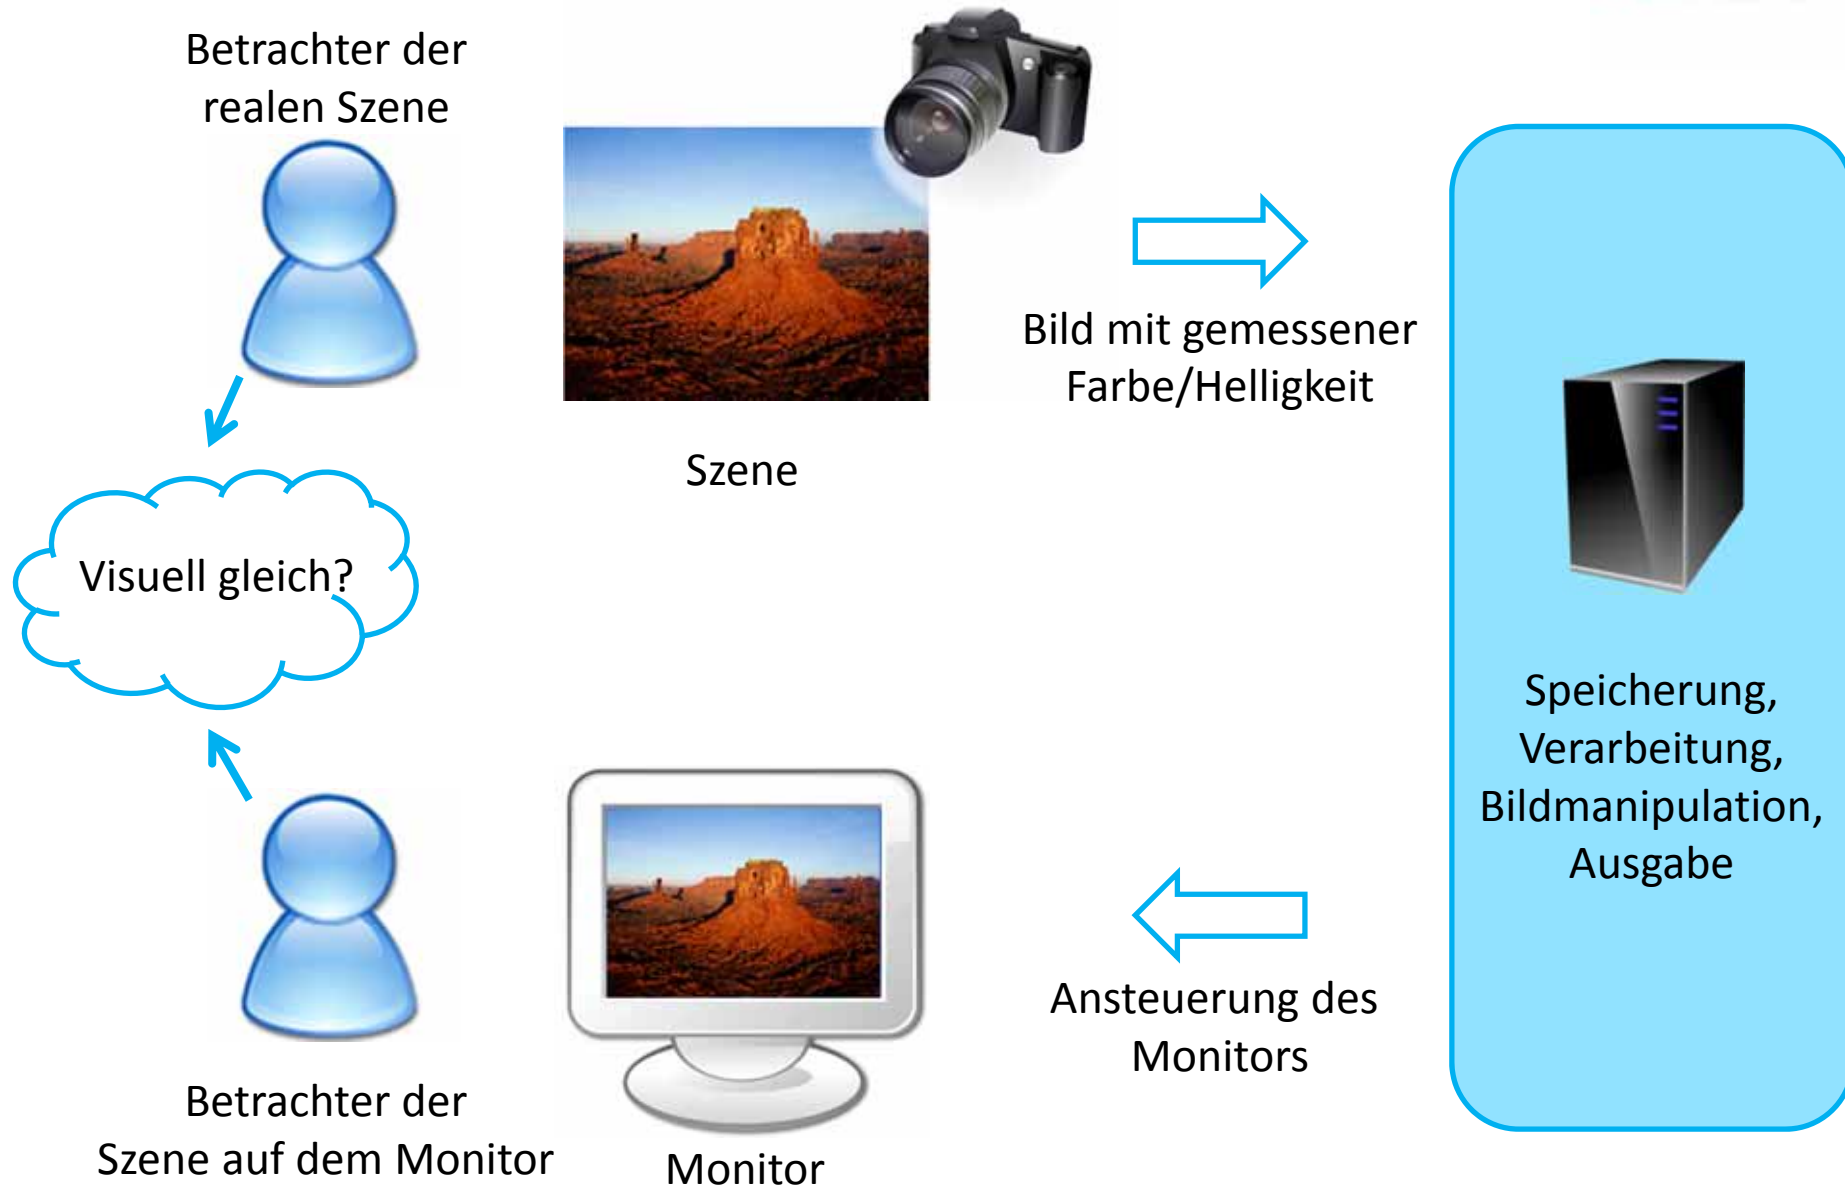 Betrachter der
realen Szene
Szene
Bild mit gemessener
Farbe/Helligkeit
Visuell gleich?
Speicherung,
Verarbeitung,
Bildmanipulation,
Ausgabe
Ansteuerung des
Monitors
Betrachter der
Szene auf dem Monitor
Monitor